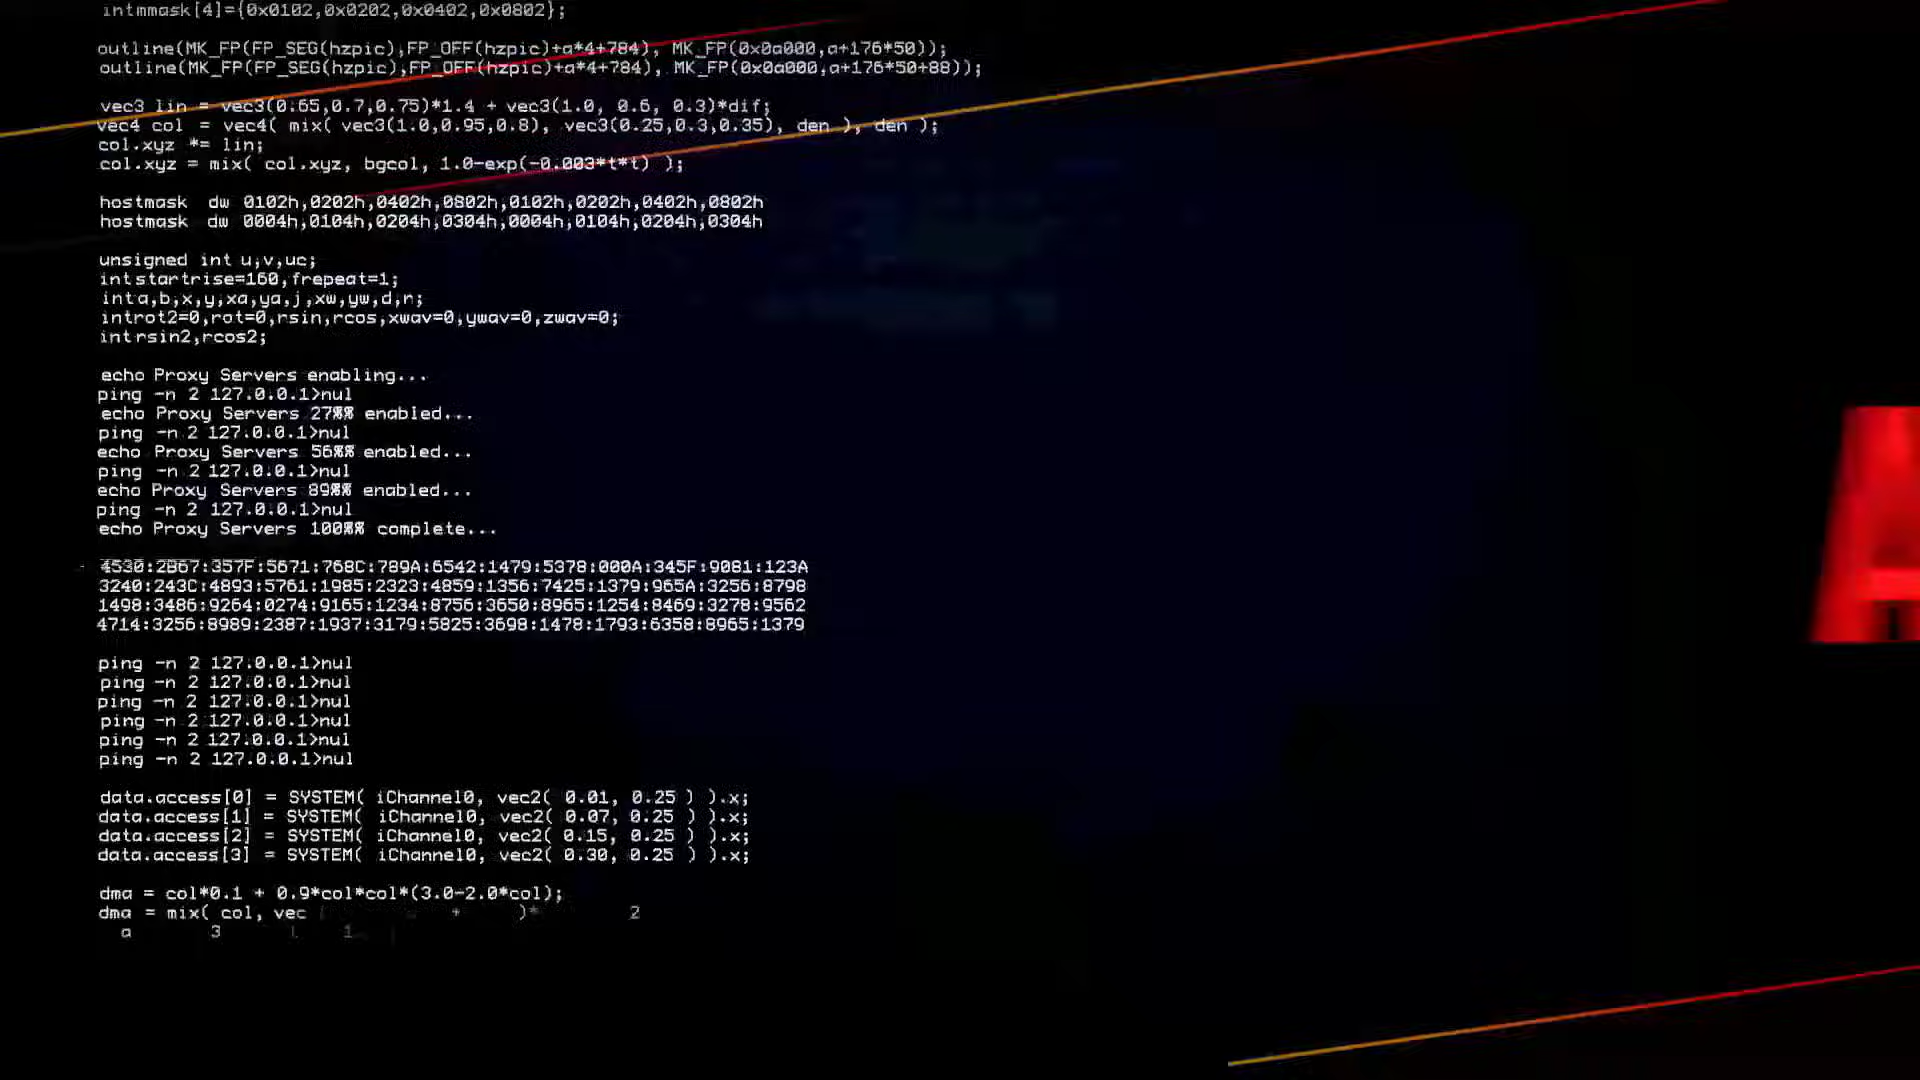 intmmask[4]={0x0102,0x0202,0x0402,0x0802};
outline(MK_FP(FP_SEG(hzpic),FP_OFF(hzpic)+a*4+784), MK_FP(0x0a000,a+176*50));
outline(MK_FP(FP_SEG(hzpic),FP_OFF(hzpic)+a*4+784), MK_FP(0x0a000,a+176*50+88));
vec3 lin = vec3(0.65,0.7,0.75)*1.4 + vec3(1.0, 0.6, 0.3)*dif;
vec4 col = vec4( mix( vec3(1.0,0.95,0.8), vec3(0.25,0.3,0.35), den ), den );
col.xyz *= lin;
col.xyz = mix( col.xyz, bgcol, 1.0-exp(-0.003*t*t) );
hostmask dw 0102h,0202h,0402h,0802h,0102h,0202h,0402h,0802h
hostmask dw 0004h,0104h,0204h,0304h,0004h,0104h,0204h,0304h
unsigned int u,v,uc;
intstartrise=160,frepeat=1;
inta,b,x,y,xa,ya,j,xw,yw,d,n;
introt2=0,rot=0,rsin,rcos,xwav=0,ywav=0,zwav=0;
intrsin2,rcos2;
echo Proxy Servers enabling...
ping -n 2 127.0.0.1>nul
echo Proxy Servers 27%% enabled...
ping -n 2 127.0.0.1>nul
echo Proxy Servers 56%% enabled...
ping -n 2 127.0.0.1>nul
echo Proxy Servers 89%% enabled...
ping -n 2 127.0.0.1>nul
echo Proxy Servers 100%% complete...
4530:2B67:357F:5671:768C:789A:6542:1479:5378:000A:345F:9081:123A
3240:243C:4893:5761:1985:2323:4859:1356:7425:1379:965A:3256:8798
1498:3486:9264:0274:9165:1234:8756:3650:8965:1254:8469:3278:9562
4714:3256:8989:2387:1937:3179:5825:3698:1478:1793:6358:8965:1379
ping -n 2 127.0.0.1>nul
ping -n 2 127.0.0.1>nul
ping -n 2 127.0.0.1>nul
ping -n 2 127.0.0.1>nul
ping -n 2 127.0.0.1>nul
ping -n 2 127.0.0.1>nul
data.access[0] = SYSTEM( iChannel0, vec2( 0.01, 0.25 ) ).x;
data.access[1] = SYSTEM( iChannel0, vec2( 0.07, 0.25 ) ).x;
data.access[2] = SYSTEM( iChannel0, vec2( 0.15, 0.25 ) ).x;
data.access[3] = SYSTEM( iChannel0, vec2( 0.30, 0.25 ) ).x;
dma = col*0.1 + 0.9*col*col*(3.0-2.0*col);
dma = mix( col, vec + )* 2
a 3 1